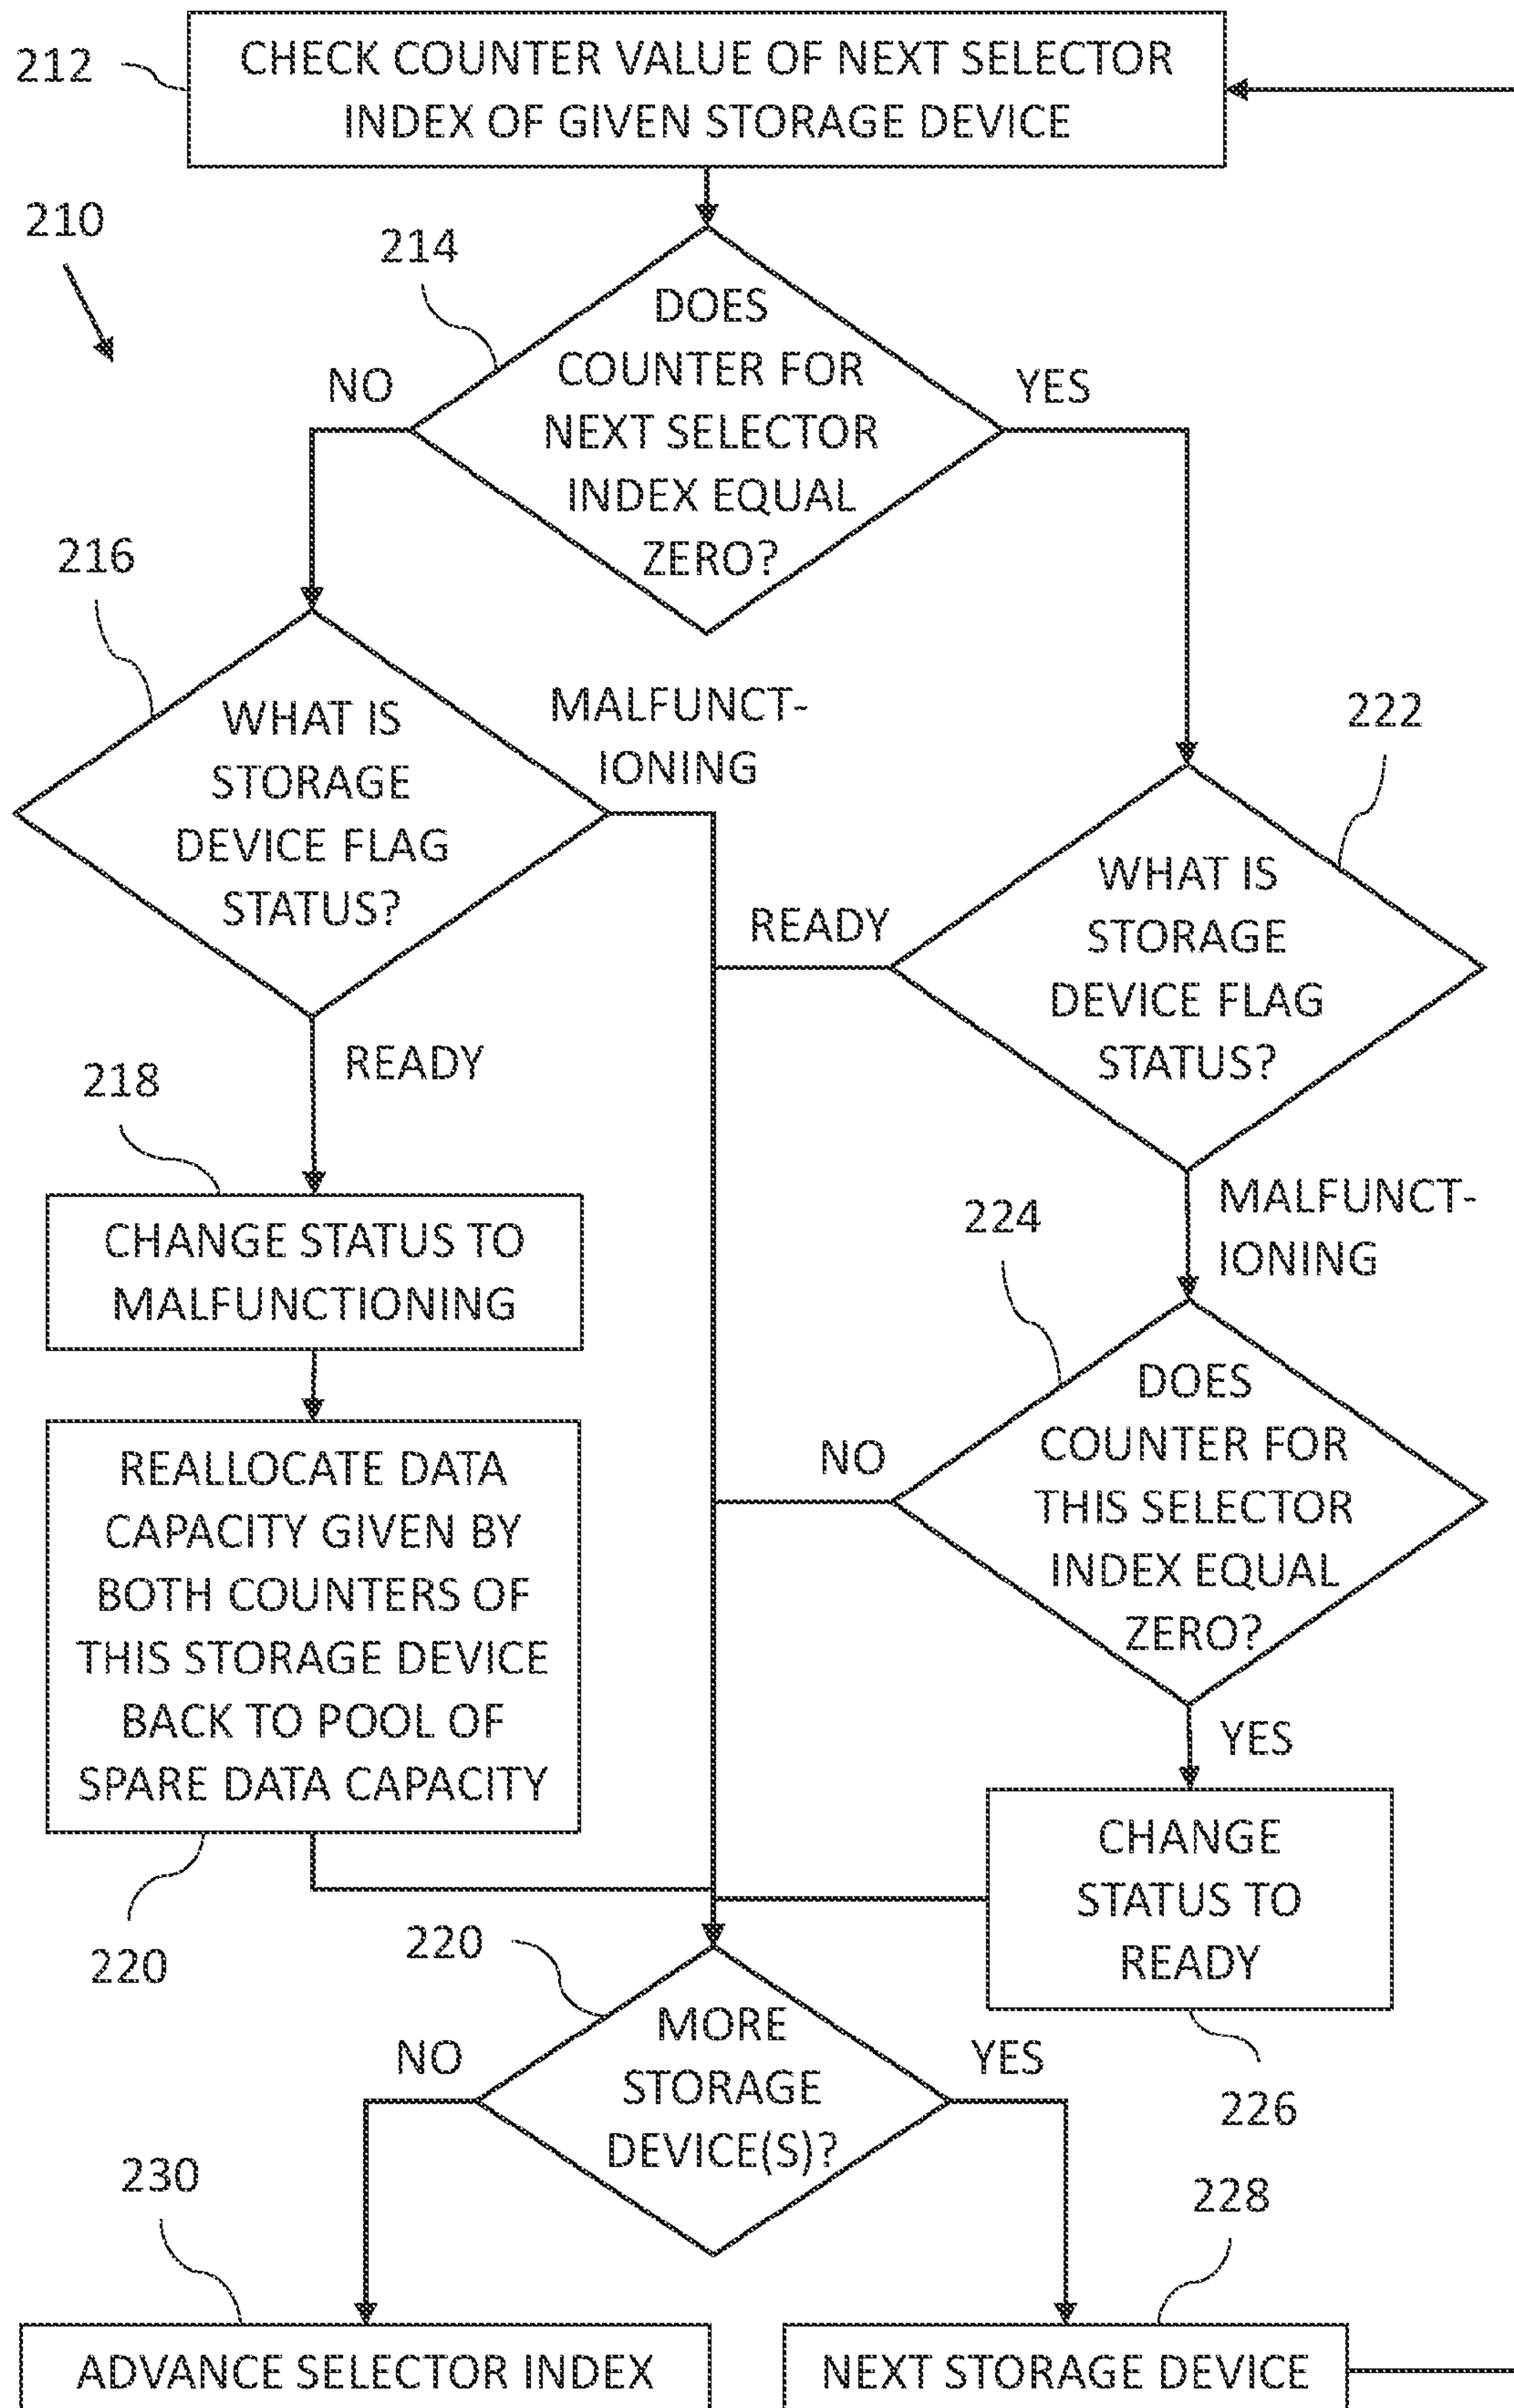 212
CHECK COUNTER VALUE OF NEXT SELECTOR
INDEX OF GIVEN STORAGE DEVICE
210
214
DOES
COUNTER FOR
NEXT SELECTOR
INDEX EQUAL
ZERO?
NO
YES
216
WHAT IS
STORAGE
DEVICE FLAG
STATUS?
MALFUNCT-
IONING
READY
222
WHAT IS
STORAGE
DEVICE FLAG
STATUS?
READY
MALFUNCT-
IONING
218
CHANGE STATUS TO
MALFUNCTIONING
224
DOES
COUNTER FOR
THIS SELECTOR
INDEX EQUAL
ZERO?
NO
YES
REALLOCATE DATA
CAPACITY GIVEN BY
BOTH COUNTERS OF
THIS STORAGE DEVICE
BACK TO POOL OF
SPARE DATA CAPACITY
220
CHANGE
STATUS TO
READY
226
220
MORE
STORAGE
DEVICE(S)?
NO
YES
230
228
ADVANCE SELECTOR INDEX
NEXT STORAGE DEVICE